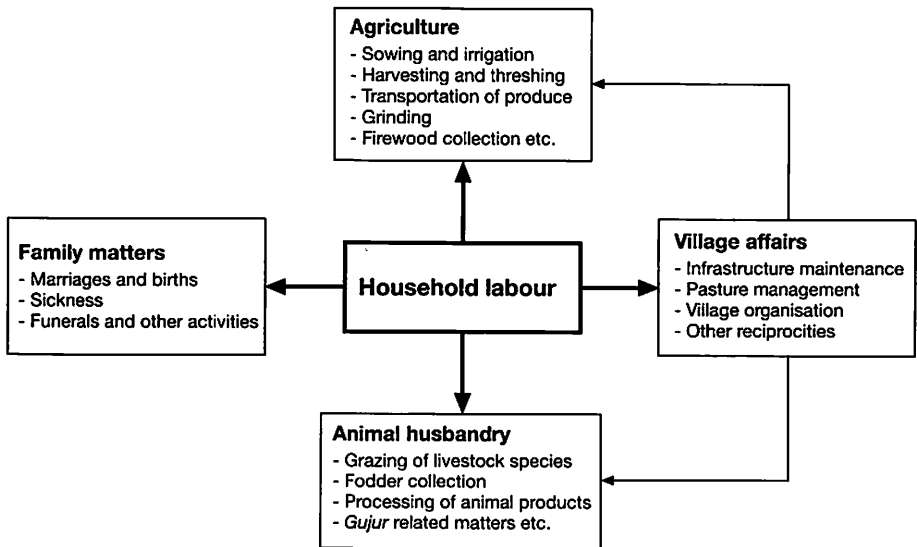 Agriculture
- Sowing and irrigation
- Harvesting and threshing
- Transportation of produce
- Grinding
- Firewood collection etc.
Family matters
- Marriages and births
- Sickness
- Funerals and other activities
Household labour
Village affairs
- Infrastructure maintenance
- Pasture management
- Village organisation
- Other reciprocities
Animal husbandry
- Grazing of livestock species
- Fodder collection
- Processing of animal products
- Gujur related matters etc.